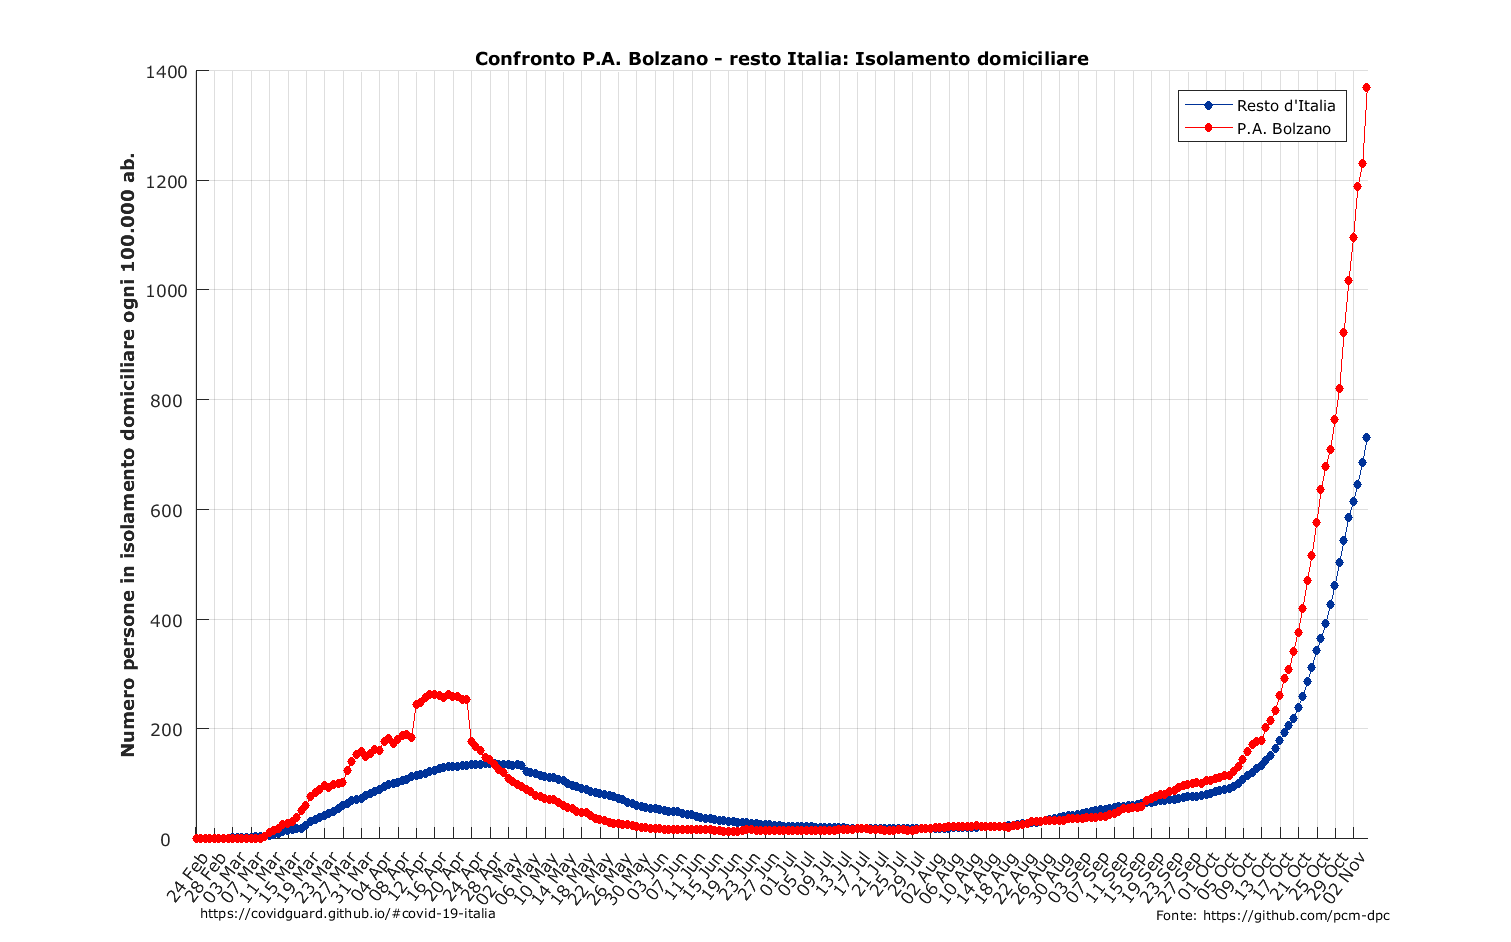 Confronto P.A. Bolzano - resto Italia: Isolamento domiciliare
Numero persone in isolamento domiciliare ogni 100.000 ab.
1400
1200
1000
800
600
400
200
0
Resto d'Italia
P.A. Bolzano
24 Feb
28 Feb
03 Mar
07 Mar
11 Mar
15 Mar
19 Mar
23 Mar
27 Mar
31 Mar
04 Apr
08 Apr
12 Apr
16 Apr
20 Apr
24 Apr
28 Apr
02 May
06 May
10 May
14 May
18 May
22 May
26 May
30 May
03 Jun
07 Jun
11 Jun
15 Jun
19 Jun
23 Jun
27 Jun
01 Jul
05 Jul
09 Jul
13 Jul
17 Jul
21 Jul
25 Jul
29 Jul
02 Aug
06 Aug
10 Aug
14 Aug
18 Aug
22 Aug
26 Aug
30 Aug
03 Sep
07 Sep
11 Sep
15 Sep
19 Sep
23 Sep
27 Sep
01 Oct
05 Oct
09 Oct
13 Oct
17 Oct
21 Oct
25 Oct
29 Oct
02 Nov
https://covidguard.github.io/#covid-19-italia
Fonte: https://github.com/pcm-dpc